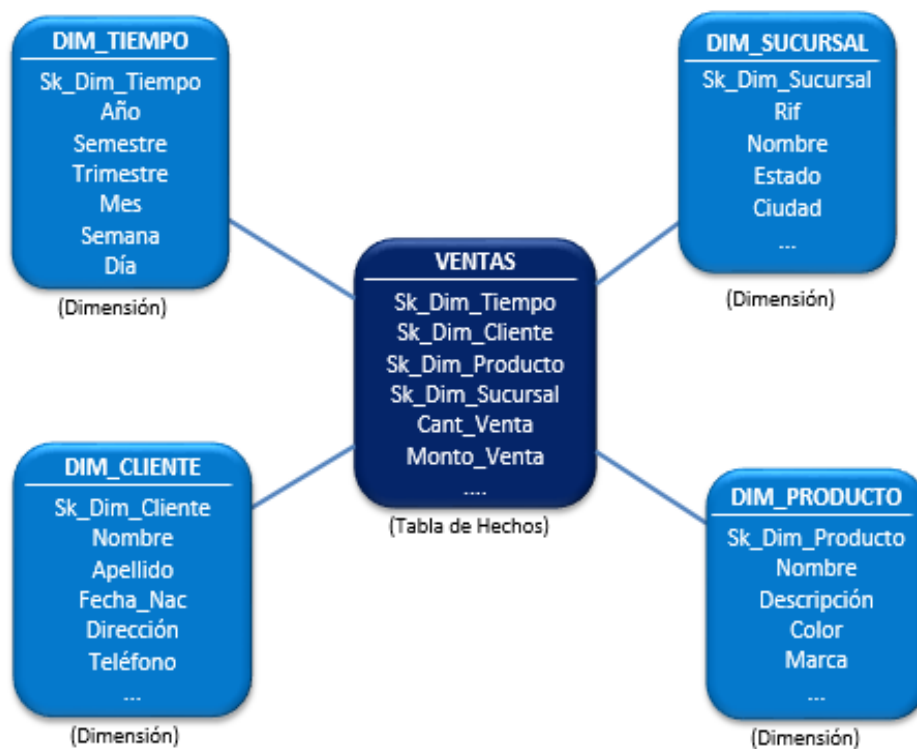 DIM_TIEMPO
Sk_Dim_Tiempo
Año
Semestre
Trimestre
Mes
Semana
Día
(Dimensión)
DIM_SUCURSAL
Sk_Dim_Sucursal
Rif
Nombre
Estado
Ciudad
...
(Dimensión)
VENTAS
Sk_Dim_Tiempo
Sk_Dim_Cliente
Sk_Dim_Producto
Sk_Dim_Sucursal
Cant_Venta
Monto_Venta
....
(Tabla de Hechos)
DIM_CLIENTE
Sk_Dim_Cliente
Nombre
Apellido
Fecha_Nac
Dirección
Teléfono
...
(Dimensión)
DIM_PRODUCTO
Sk_Dim_Producto
Nombre
Descripción
Color
Marca
...
(Dimensión)